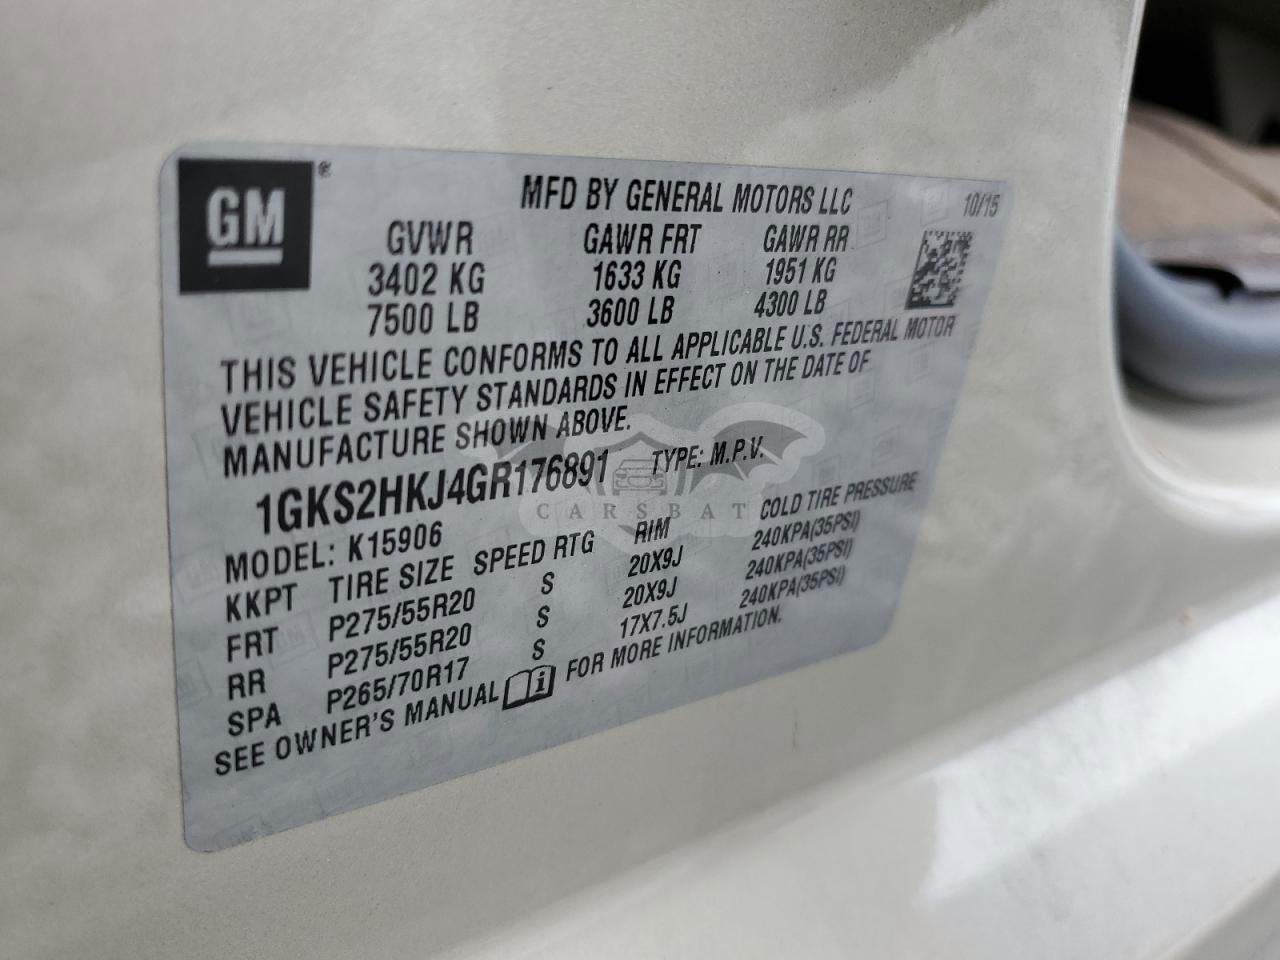 GM ®
MFD BY GENERAL MOTORS LLC 10/15
GVWR GAWR FRT GAWR RR
3402 KG 1633 KG 1951 KG
7500 LB 3600 LB 4300 LB
THIS VEHICLE CONFORMS TO ALL APPLICABLE U.S. FEDERAL MOTOR
VEHICLE SAFETY STANDARDS IN EFFECT ON THE DATE OF
MANUFACTURE SHOWN ABOVE.
1GKS2HKJ4GR176891 TYPE: M.P.V.
CARSBAT
MODEL: K15906
KKPT TIRE SIZE SPEED RTG RIM COLD TIRE PRESSURE
FRT P275/55R20 S 20X9J 240KPA(35PSI)
RR P275/55R20 S 20X9J 240KPA(35PSI)
SPA P265/70R17 S 17X7.5J 240KPA(35PSI)
SEE OWNER'S MANUAL i FOR MORE INFORMATION.